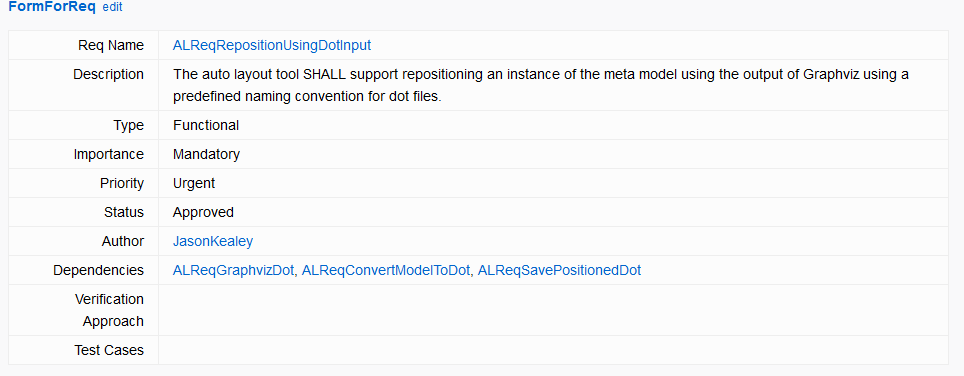 FormForReq edit
Req Name ALReqRepositionUsingDotInput
Description The auto layout tool SHALL support repositioning an instance of the meta model using the output of Graphviz using a
predefined naming convention for dot files.
Type Functional
Importance Mandatory
Priority Urgent
Status Approved
Author JasonKealey
Dependencies ALReqGraphvizDot, ALReqConvertModelToDot, ALReqSavePositionedDot
Verification
Approach
Test Cases